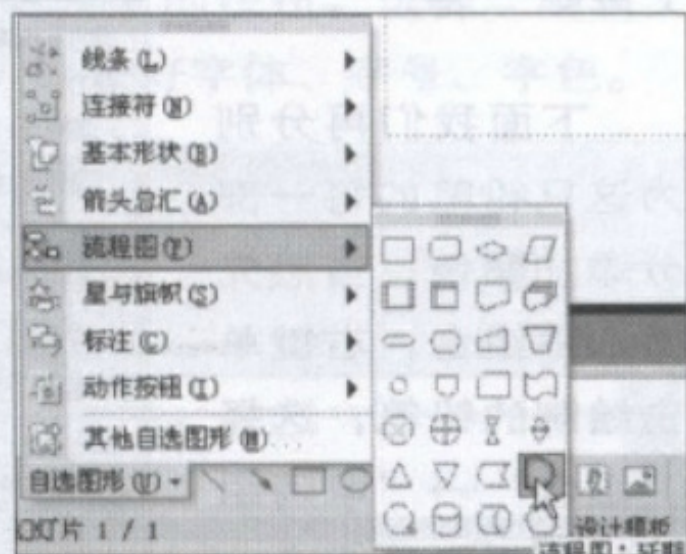 线条(L)
连接符(N)
基本形状(B)
箭头总汇(A)
流程图(F)
星与旗帜(S)
标注(C)
动作按钮(I)
其他自选图形(M)...
自选图形(U)
幻灯片 1 / 1
设计模板
流程图：延期